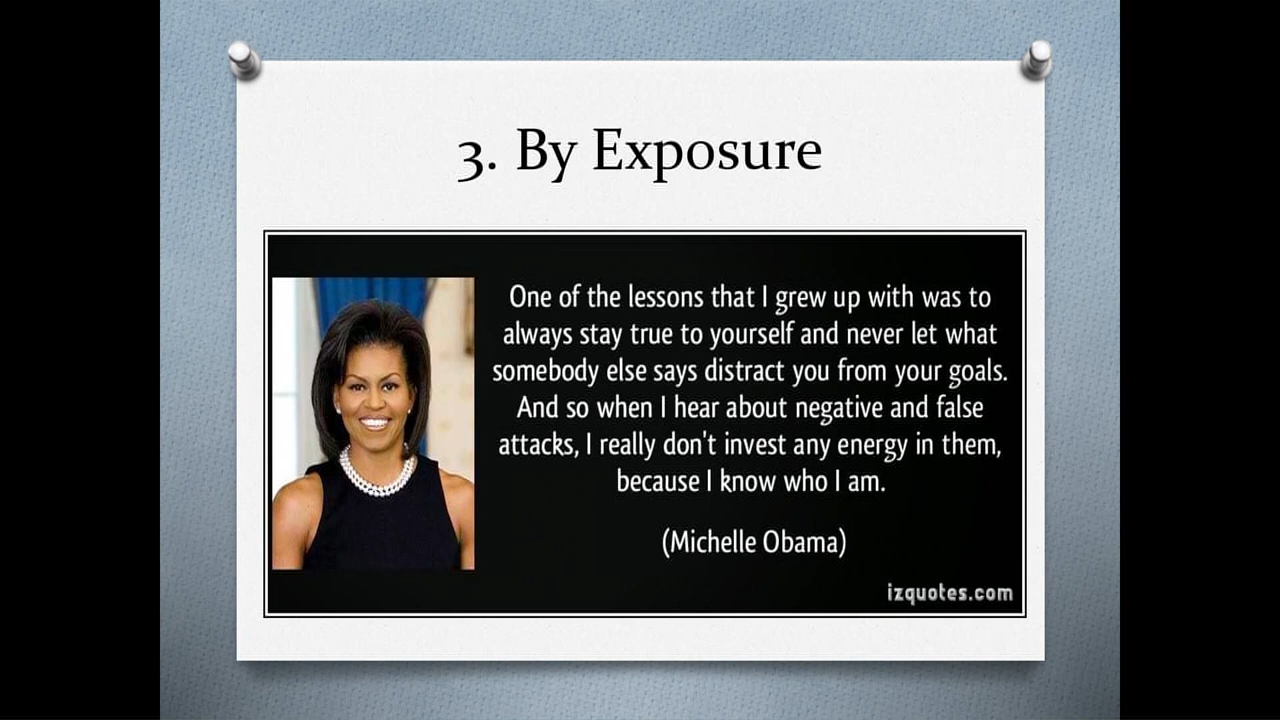 3. By Exposure
One of the lessons that I grew up with was to
always stay true to yourself and never let what
somebody else says distract you from your goals.
And so when I hear about negative and false
attacks, I really don't invest any energy in them,
because I know who I am.
(Michelle Obama)
izquotes.com